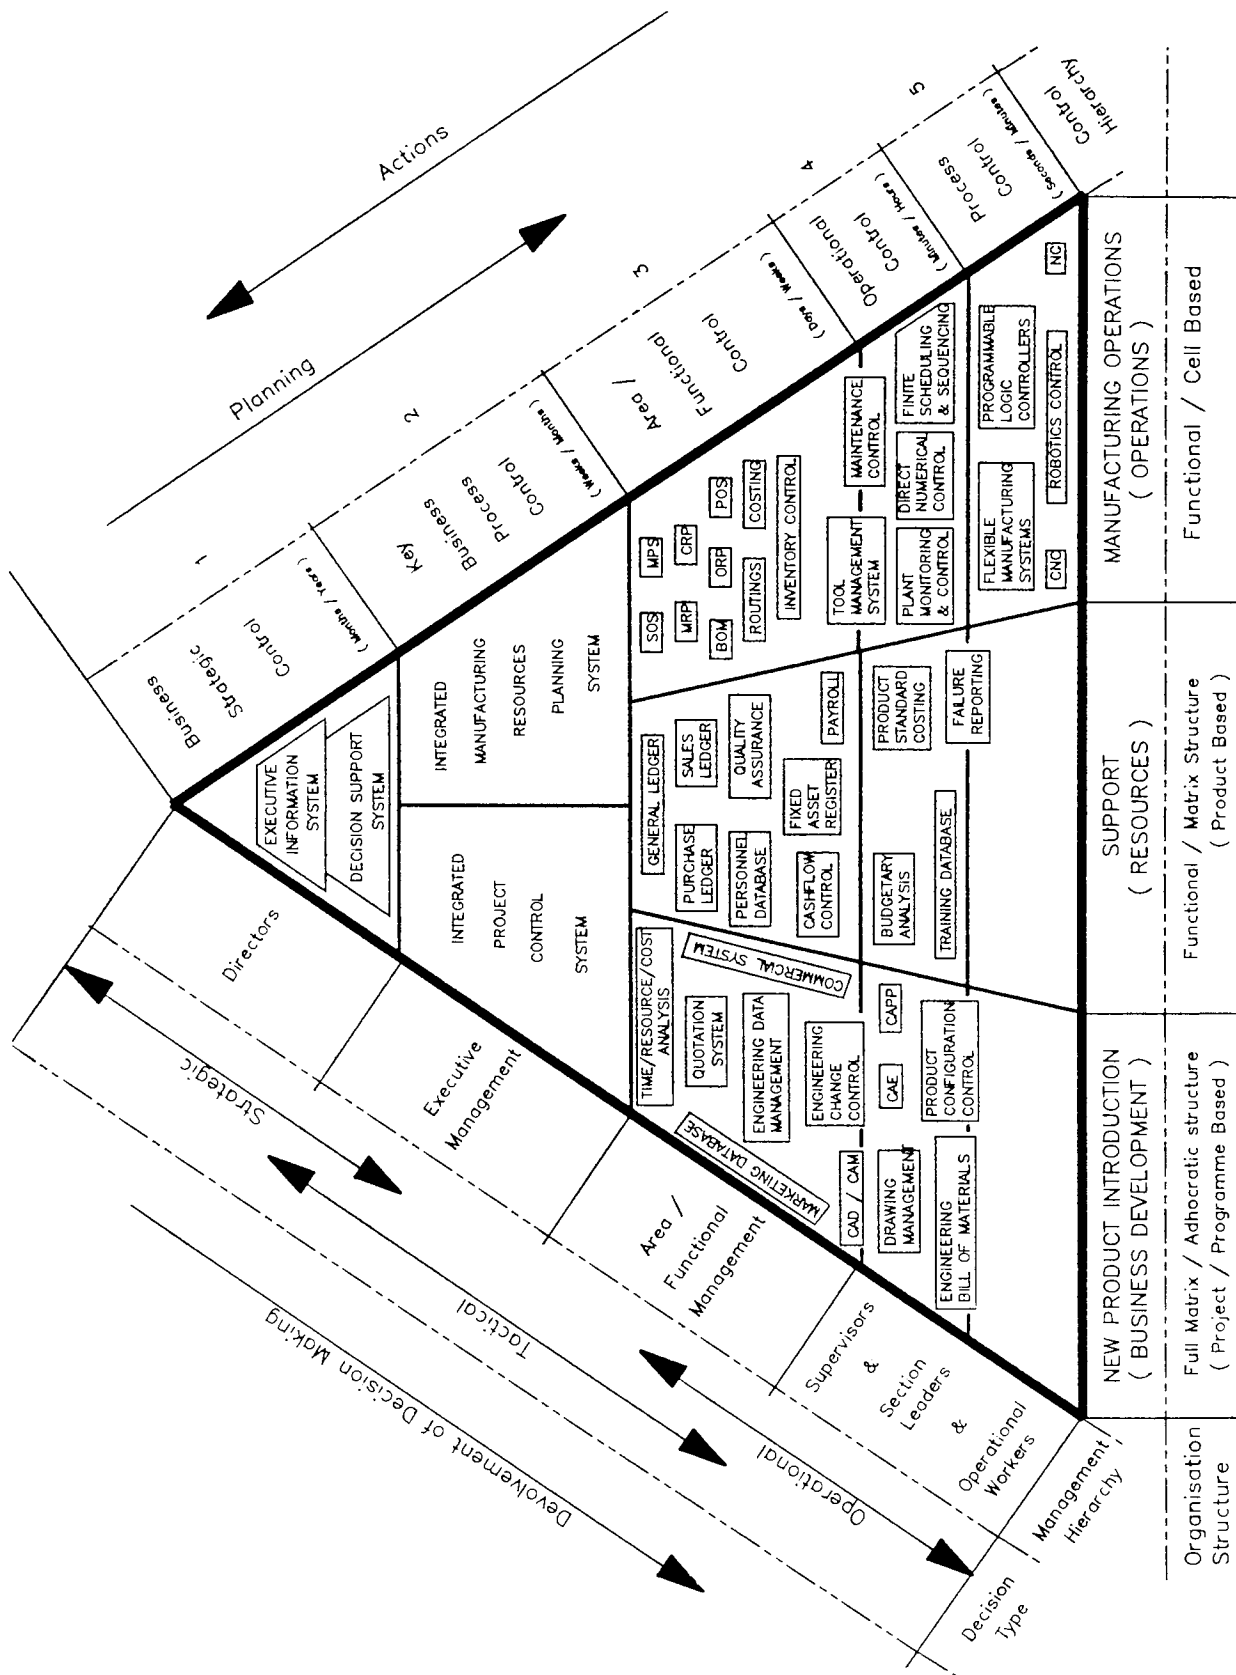 Actions
Planning
1
2
3
4
5
Business
Strategic
Control
( Months / Years )
Key
Business
Process
Control
( Weeks / Months )
Area /
Functional
Control
( Days / Weeks )
Operational
Control
( Minutes / Hours )
Process
Control
( Seconds / Minutes )
Control
Hierarchy
EXECUTIVE
INFORMATION
SYSTEM
DECISION SUPPORT
SYSTEM
INTEGRATED
PROJECT
CONTROL
SYSTEM
INTEGRATED
MANUFACTURING
RESOURCES
PLANNING
SYSTEM
TIME/RESOURCE/COST
ANALYSIS
QUOTATION
SYSTEM
ENGINEERING DATA
MANAGEMENT
ENGINEERING
CHANGE
CONTROL
MARKETING DATABASE
COMMERCIAL SYSTEM
GENERAL LEDGER
PURCHASE
LEDGER
SALES
LEDGER
PERSONNEL
DATABASE
QUALITY
ASSURANCE
CASHFLOW
CONTROL
FIXED
ASSET
REGISTER
PAYROLL
SOS
MPS
MRP
CRP
BOM
ORP
POS
ROUTINGS
COSTING
INVENTORY CONTROL
CAD / CAM
TOOL
MANAGEMENT
SYSTEM
MAINTENANCE
CONTROL
DRAWING
MANAGEMENT
CAE
CAPP
BUDGETARY
ANALYSIS
PRODUCT
STANDARD
COSTING
PLANT
MONITORING
& CONTROL
DIRECT
NUMERICAL
CONTROL
FINITE
SCHEDULING
& SEQUENCING
ENGINEERING
BILL OF MATERIALS
PRODUCT
CONFIGURATION
CONTROL
TRAINING DATABASE
FAILURE
REPORTING
FLEXIBLE
MANUFACTURING
SYSTEMS
PROGRAMMABLE
LOGIC
CONTROLLERS
CNC
ROBOTICS CONTROL
NC
Directors
Executive
Management
Area /
Functional
Management
Supervisors
&
Section
Leaders
&
Operational
Workers
Management
Hierarchy
Strategic
Tactical
Operational
Decision
Type
Devolvement of Decision Making
NEW PRODUCT INTRODUCTION
( BUSINESS DEVELOPMENT )
SUPPORT
( RESOURCES )
MANUFACTURING OPERATIONS
( OPERATIONS )
Organisation
Structure
Full Matrix / Adhocratic structure
( Project / Programme Based )
Functional / Matrix Structure
( Product Based )
Functional / Cell Based